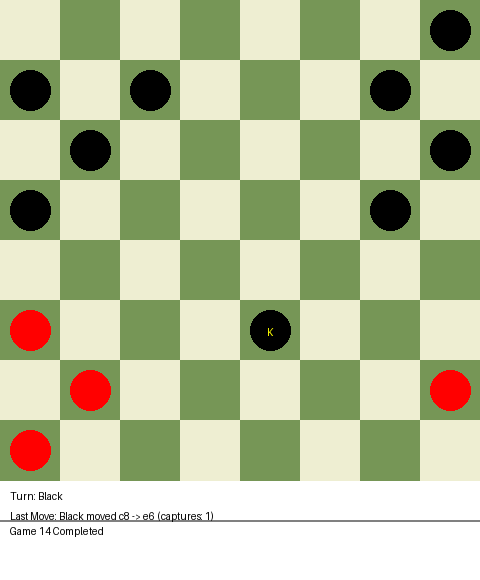 K
Turn: Black
Last Move: Black moved c8 -> e6 (captures: 1)
Game 14 Completed